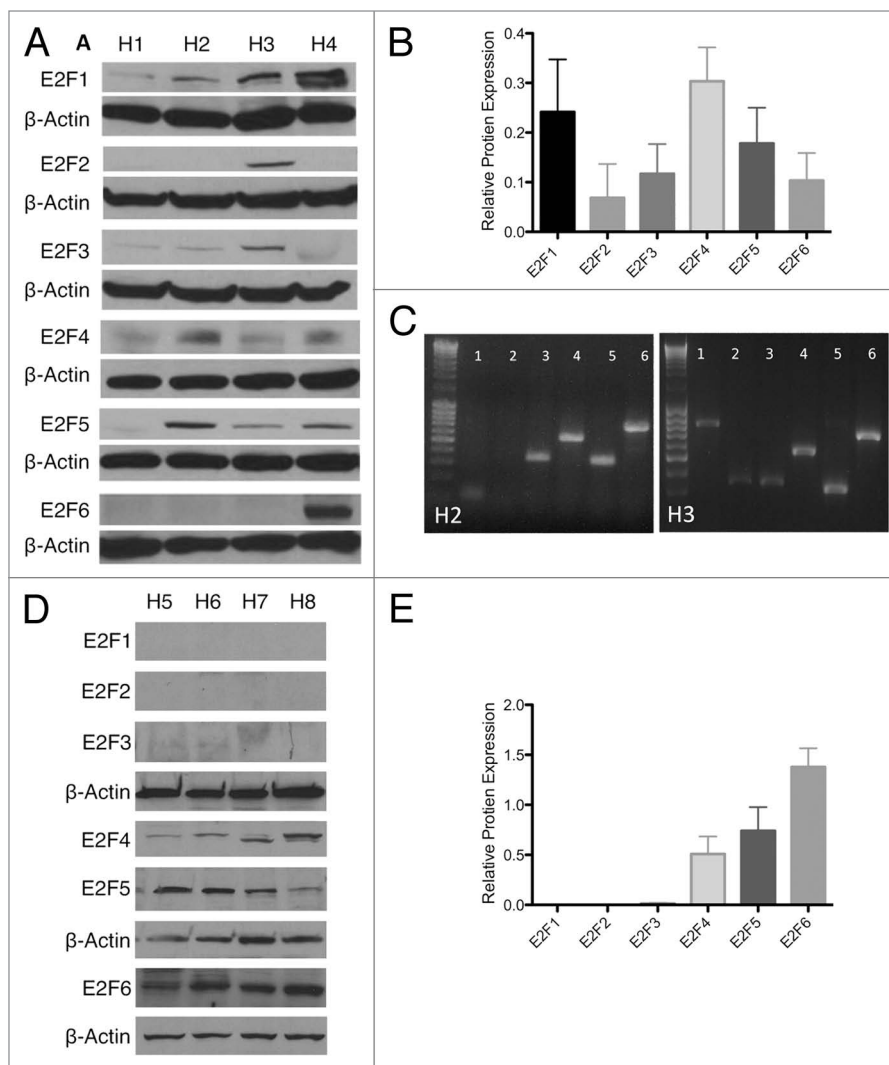 A
A H1 H2 H3 H4
E2F1
β-Actin
E2F2
β-Actin
E2F3
β-Actin
E2F4
β-Actin
E2F5
β-Actin
E2F6
β-Actin
B
Relative Protien Expression
0.4
0.3
0.2
0.1
0.0
E2F1 E2F2 E2F3 E2F4 E2F5 E2F6
C
1 2 3 4 5 6
H2
1 2 3 4 5 6
H3
D
H5 H6 H7 H8
E2F1
E2F2
E2F3
β-Actin
E2F4
E2F5
β-Actin
E2F6
β-Actin
E
Relative Protien Expression
2.0
1.5
1.0
0.5
0.0
E2F1 E2F2 E2F3 E2F4 E2F5 E2F6